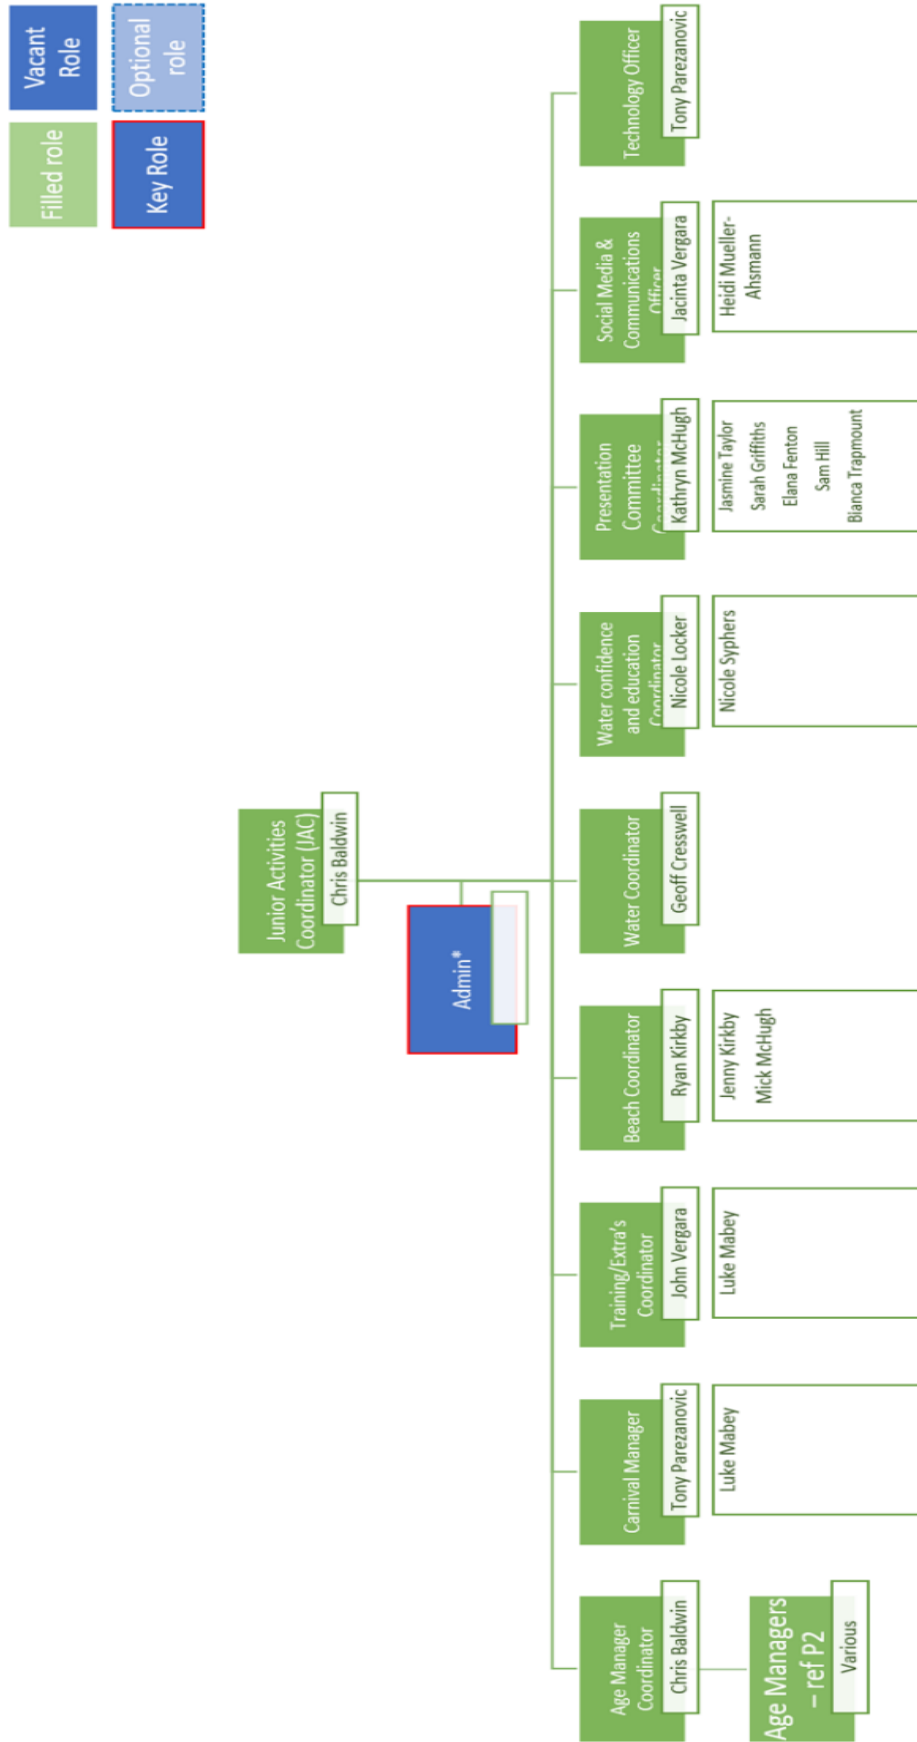 Filled role
Vacant
Role
Key Role
Optional
role
Junior Activities
Coordinator (JAC)
Chris Baldwin
Admin*
Age Manager
Coordinator
Chris Baldwin
Age Managers
– ref P2
Various
Carnival Manager
Tony Parezanovic
Luke Mabey
Training/Extra's
Coordinator
John Vergara
Luke Mabey
Beach Coordinator
Ryan Kirkby
Jenny Kirkby
Mick McHugh
Water Coordinator
Geoff Cresswell
Water confidence
and education
Coordinator
Nicole Locker
Nicole Syphers
Presentation
Committee
Coordinator
Kathryn McHugh
Jasmine Taylor
Sarah Griffiths
Elana Fenton
Sam Hill
Bianca Trapmount
Social Media &
Communications
Officer
Jacinta Vergara
Heidi Mueller-
Ahsmann
Technology Officer
Tony Parezanovic